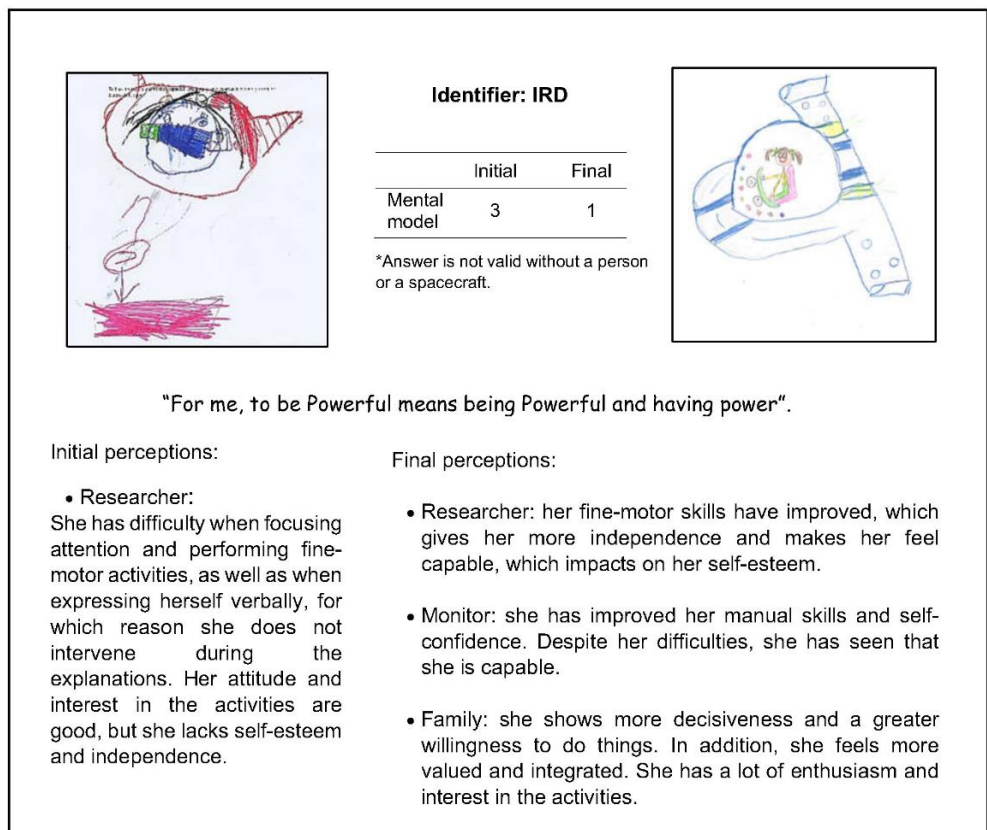 Identifier: IRD
Initial Final
Mental model 3 1
*Answer is not valid without a person
or a spacecraft.
"For me, to be Powerful means being Powerful and having power".
Initial perceptions:
• Researcher:
She has difficulty when focusing
attention and performing fine-
motor activities, as well as when
expressing herself verbally, for
which reason she does not
intervene during the
explanations. Her attitude and
interest in the activities are
good, but she lacks self-esteem
and independence.
Final perceptions:
• Researcher: her fine-motor skills have improved, which
gives her more independence and makes her feel
capable, which impacts on her self-esteem.
• Monitor: she has improved her manual skills and self-
confidence. Despite her difficulties, she has seen that
she is capable.
• Family: she shows more decisiveness and a greater
willingness to do things. In addition, she feels more
valued and integrated. She has a lot of enthusiasm and
interest in the activities.